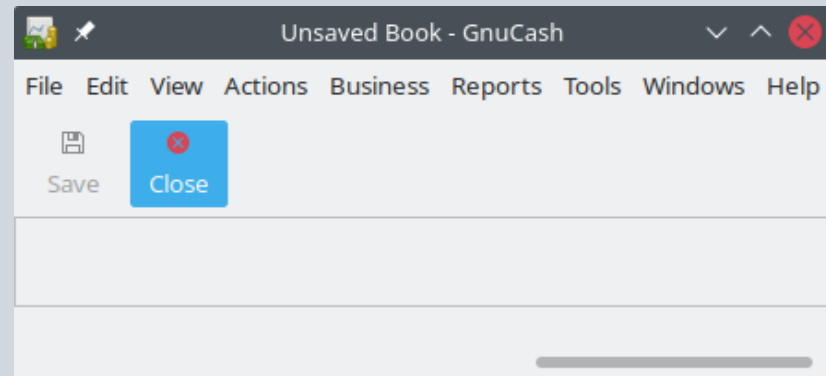 Unsaved Book - GnuCash
File Edit View Actions Business Reports Tools Windows Help
Save Close